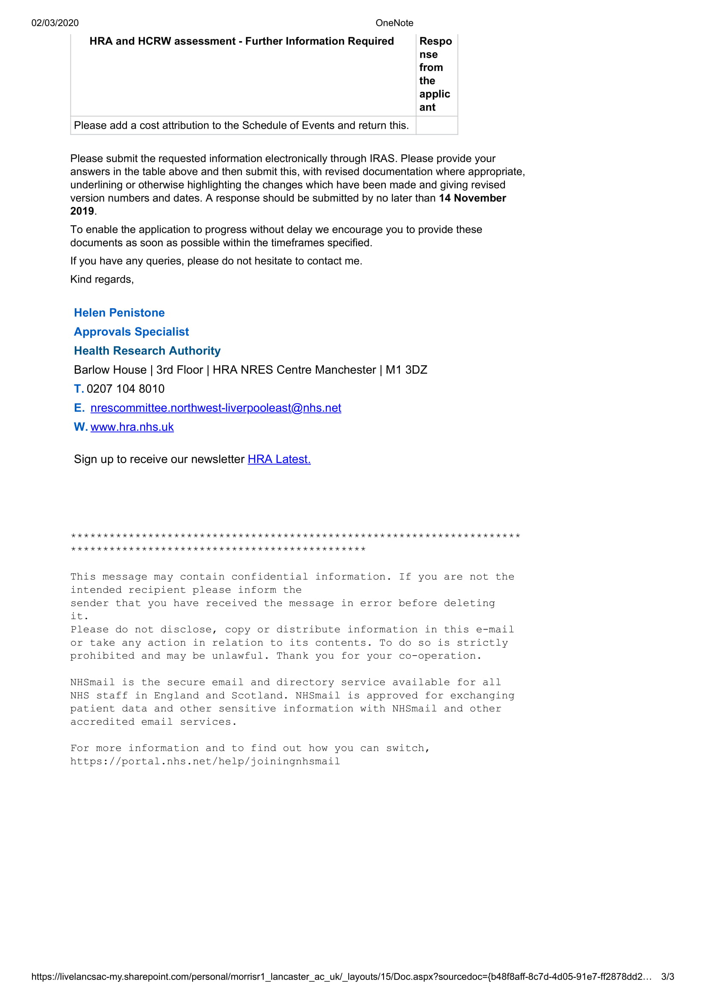 02/03/2020 OneNote
HRA and HCRW assessment - Further Information Required
Respo
nse
from
the
applic
ant
Please add a cost attribution to the Schedule of Events and return this.
Please submit the requested information electronically through IRAS. Please provide your
answers in the table above and then submit this, with revised documentation where appropriate,
underlining or otherwise highlighting the changes which have been made and giving revised
version numbers and dates. A response should be submitted by no later than 14 November
2019.
To enable the application to progress without delay we encourage you to provide these
documents as soon as possible within the timeframes specified.
If you have any queries, please do not hesitate to contact me.
Kind regards,
Helen Penistone
Approvals Specialist
Health Research Authority
Barlow House | 3rd Floor | HRA NRES Centre Manchester | M1 3DZ
T. 0207 104 8010
E. nrescommittee.northwest-liverpooleast@nhs.net
W. www.hra.nhs.uk
Sign up to receive our newsletter HRA Latest.
**********************************************************************
**********************************************
This message may contain confidential information. If you are not the
intended recipient please inform the
sender that you have received the message in error before deleting
it.
Please do not disclose, copy or distribute information in this e-mail
or take any action in relation to its contents. To do so is strictly
prohibited and may be unlawful. Thank you for your co-operation.
NHSmail is the secure email and directory service available for all
NHS staff in England and Scotland. NHSmail is approved for exchanging
patient data and other sensitive information with NHSmail and other
accredited email services.
For more information and to find out how you can switch,
https://portal.nhs.net/help/joiningnhsmail
https://livelancsac-my.sharepoint.com/personal/morrisr1_lancaster_ac_uk/_layouts/15/Doc.aspx?sourcedoc={b48f8aff-8c7d-4d05-91e7-ff2878dd2… 3/3